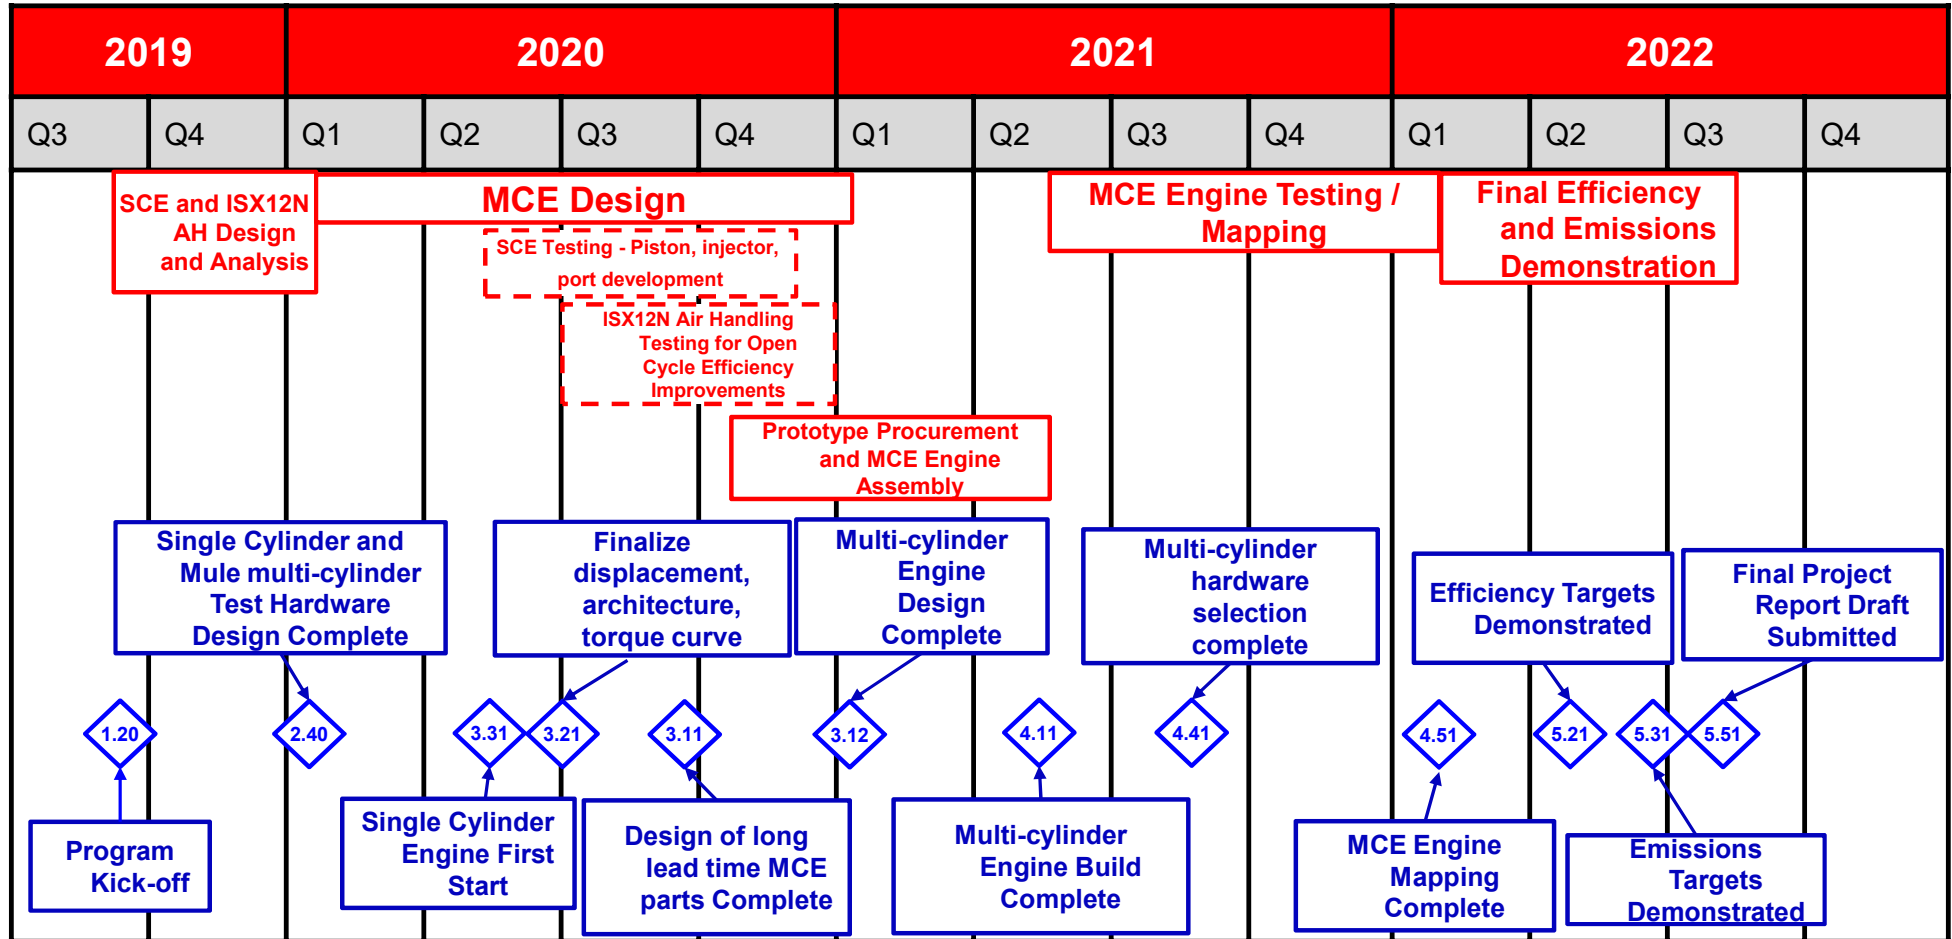 2019 2020 2021 2022
Q3 Q4 Q1 Q2 Q3 Q4 Q1 Q2 Q3 Q4 Q1 Q2 Q3 Q4
SCE and ISX12N
AH Design
and Analysis
MCE Design
SCE Testing - Piston, injector,
port development
ISX12N Air Handling
Testing for Open
Cycle Efficiency
Improvements
Prototype Procurement
and MCE Engine
Assembly
MCE Engine Testing /
Mapping
Final Efficiency
and Emissions
Demonstration
Single Cylinder and
Mule multi-cylinder
Test Hardware
Design Complete
Finalize
displacement,
architecture,
torque curve
Multi-cylinder
Engine
Design
Complete
Multi-cylinder
hardware
selection
complete
Efficiency Targets
Demonstrated
Final Project
Report Draft
Submitted
1.20 2.40 3.31 3.21 3.11 3.12 4.11 4.41 4.51 5.21 5.31 5.51
Program
Kick-off
Single Cylinder
Engine First
Start
Design of long
lead time MCE
parts Complete
Multi-cylinder
Engine Build
Complete
MCE Engine
Mapping
Complete
Emissions
Targets
Demonstrated